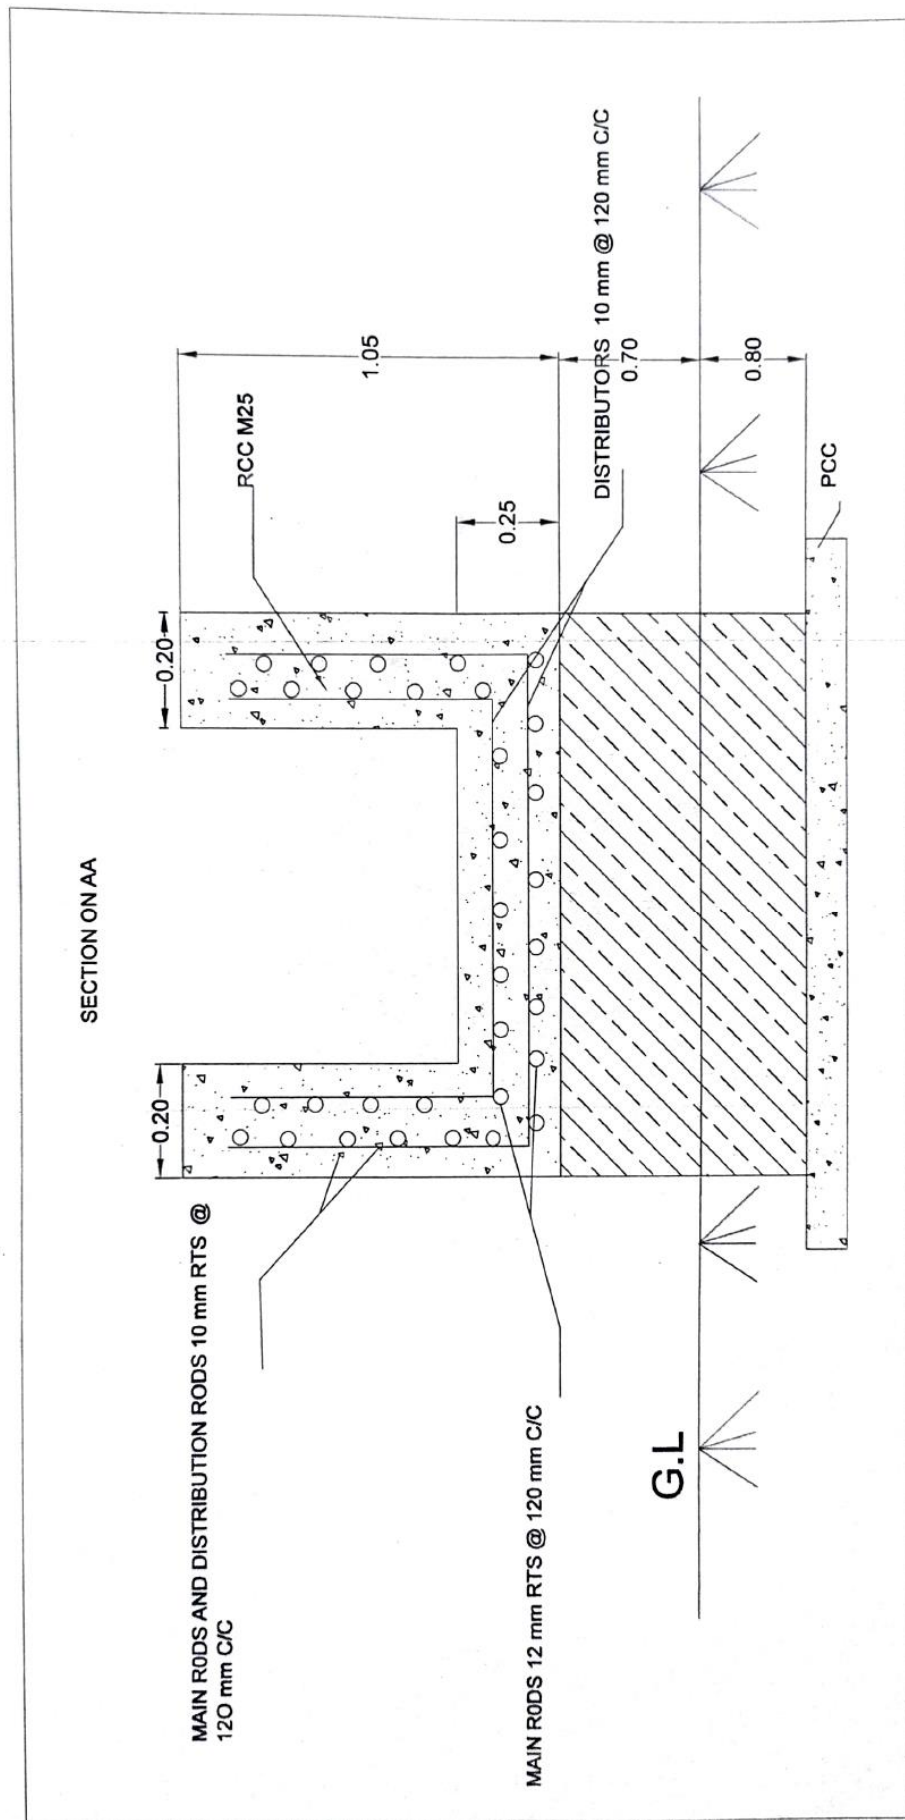 SECTION ON AA
0.20
0.20
MAIN RODS AND DISTRIBUTION RODS 10 mm RTS @
120 mm C/C
RCC M25
1.05
0.25
MAIN RODS 12 mm RTS @ 120 mm C/C
DISTRIBUTORS 10 mm @ 120 mm C/C
0.70
G.L
0.80
PCC